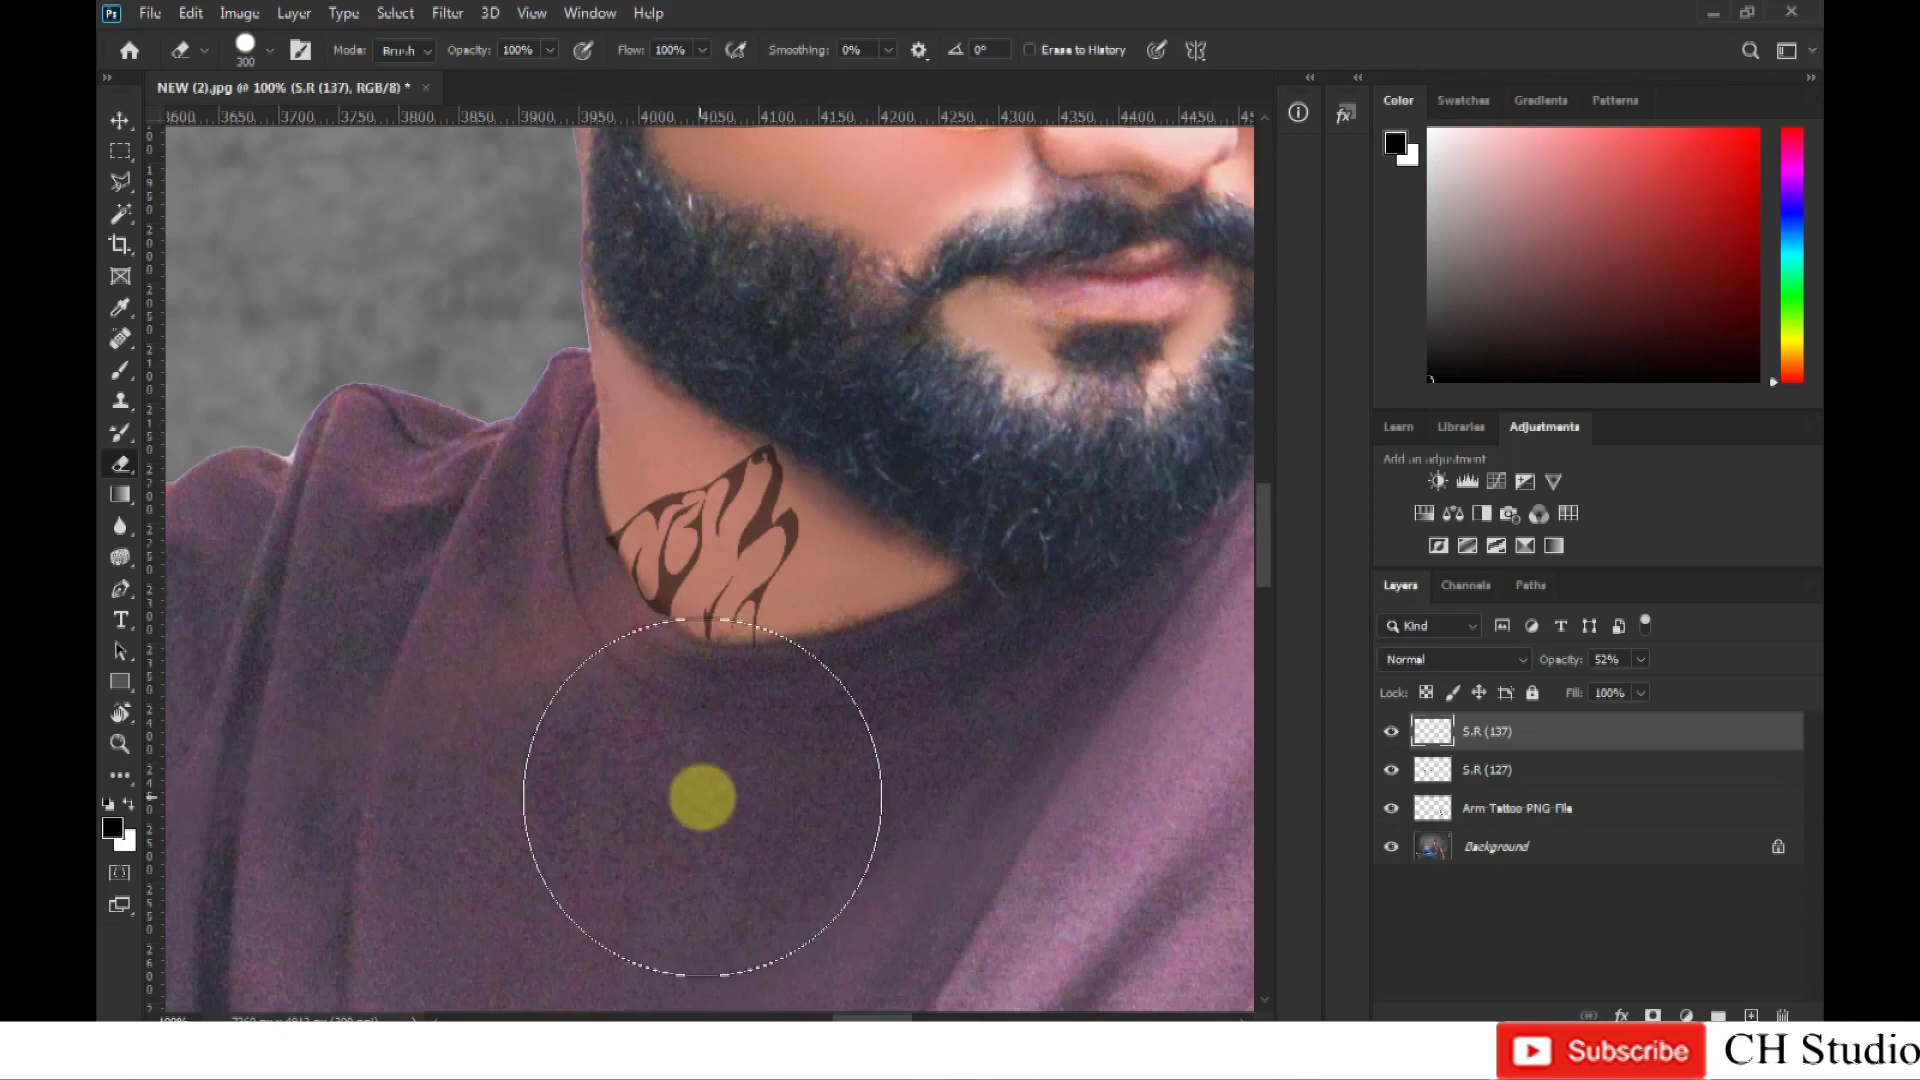 Ps File Edit Image Layer Type Select Filter 3D View Window Help
300 Mode: Brush Opacity: 100% Flow: 100% Smoothing: 0% 0° Erase to History
NEW (2).jpg @ 100% (S.R (137), RGB/8) * ×
3600 3650 3700 3750 3800 3850 3900 3950 4000 4050 4100 4150 4200 4250 4300 4350 4400 4450
Color Swatches Gradients Patterns
Learn Libraries Adjustments
Add an adjustment
Layers Channels Paths
Kind
Normal Opacity: 52%
Lock: Fill: 100%
S.R (137)
S.R (127)
Arm Tattoo PNG File
Background
Subscribe CH Studio